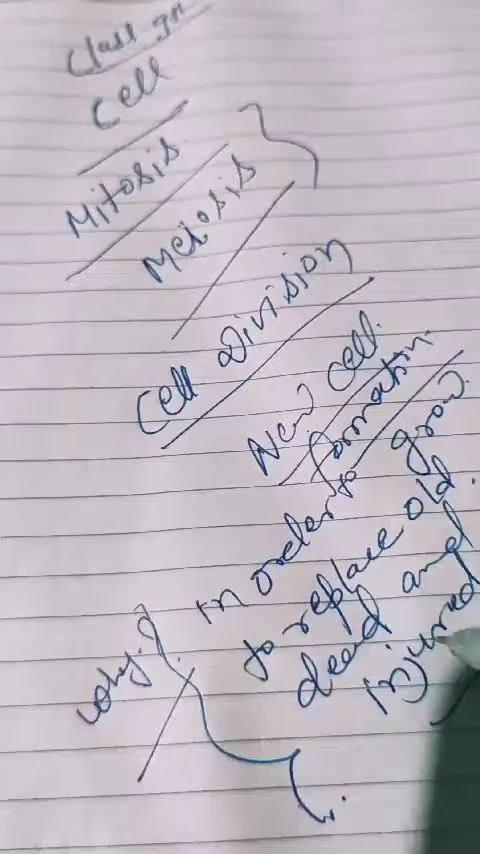 Class 9th
Cell
Mitosis
Meiosis
Cell Division
New Cell
formation.
why?
in order to grow
to replace old
dead and
injured